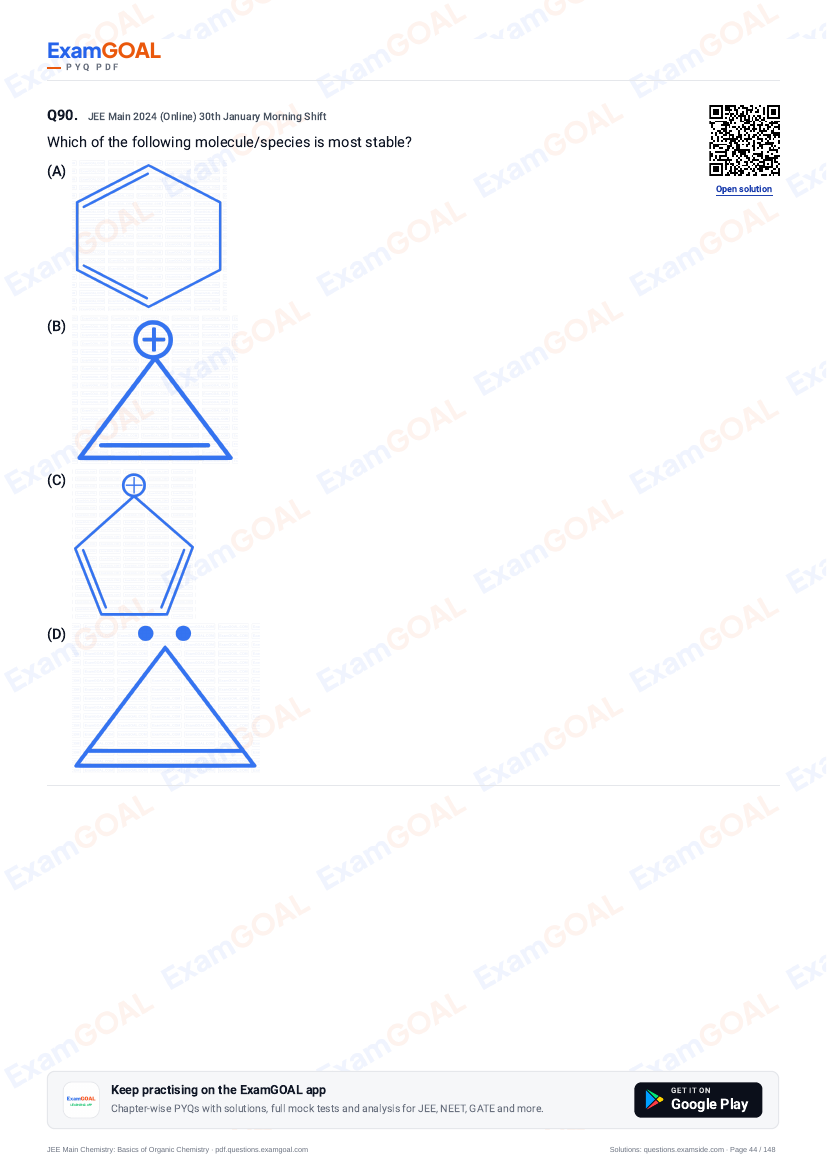 ExamGOAL
PYQ PDF
Q90. JEE Main 2024 (Online) 30th January Morning Shift
Which of the following molecule/species is most stable?
Open solution
(A)
(B)
(C)
(D)
Keep practising on the ExamGOAL app
Chapter-wise PYQs with solutions, full mock tests and analysis for JEE, NEET, GATE and more.
GET IT ON
Google Play
JEE Main Chemistry: Basics of Organic Chemistry · pdf.questions.examgoal.com
Solutions: questions.examside.com · Page 44 / 148